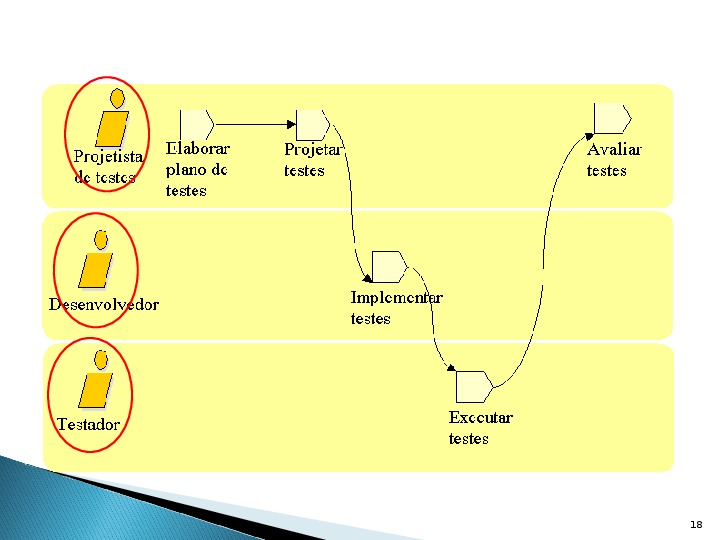 Projetista
de testes
Elaborar
plano de
testes
Projetar
testes
Avaliar
testes
Desenvolvedor
Implementar
testes
Testador
Executar
testes
18